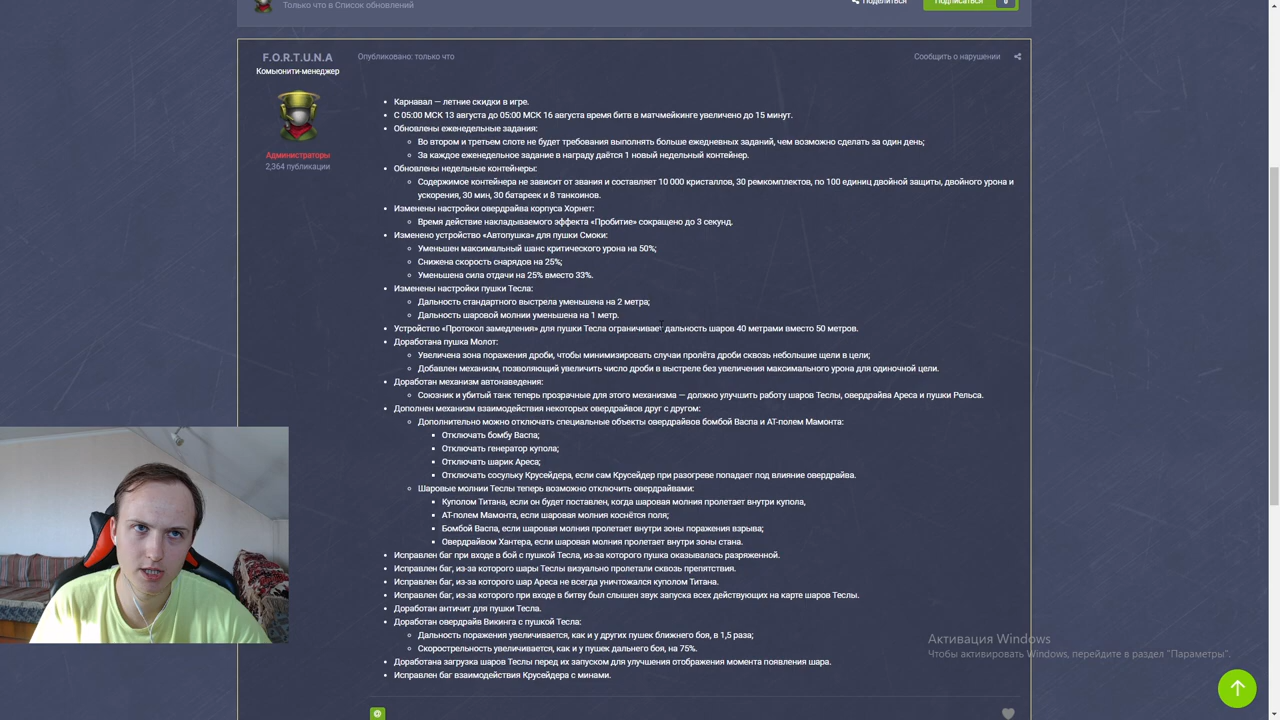 Только что в Список обновлений
Поделиться
Подписаться
0
F.O.R.T.U.N.A
Комьюнити-менеджер
Администраторы
2,364 публикации
Опубликовано: только что
Сообщить о нарушении
Карнавал — летние скидки в игре.
С 05:00 МСК 13 августа до 05:00 МСК 16 августа время битв в матчмейкинге увеличено до 15 минут.
Обновлены еженедельные задания:
Во втором и третьем слоте не будет требования выполнять больше ежедневных заданий, чем возможно сделать за один день;
За каждое еженедельное задание в награду даётся 1 новый недельный контейнер.
Обновлены недельные контейнеры:
Содержимое контейнера не зависит от звания и составляет 10 000 кристаллов, 30 ремкомплектов, по 100 единиц двойной защиты, двойного урона и
ускорения, 30 мин, 30 батареек и 8 танкоинов.
Изменены настройки овердрайва корпуса Хорнет:
Время действие накладываемого эффекта «Пробитие» сокращено до 3 секунд.
Изменено устройство «Автопушка» для пушки Смоки:
Уменьшен максимальный шанс критического урона на 50%;
Снижена скорость снарядов на 25%;
Уменьшена сила отдачи на 25% вместо 33%.
Изменены настройки пушки Тесла:
Дальность стандартного выстрела уменьшена на 2 метра;
Дальность шаровой молнии уменьшена на 1 метр.
Устройство «Протокол замедления» для пушки Тесла ограничивает дальность шаров 40 метрами вместо 50 метров.
Доработана пушка Молот:
Увеличена зона поражения дроби, чтобы минимизировать случаи пролёта дроби сквозь небольшие щели в цели;
Добавлен механизм, позволяющий увеличить число дроби в выстреле без увеличения максимального урона для одиночной цели.
Доработан механизм автонаведения:
Союзник и убитый танк теперь прозрачные для этого механизма — должно улучшить работу шаров Теслы, овердрайва Ареса и пушки Рельса.
Дополнен механизм взаимодействия некоторых овердрайвов друг с другом:
Дополнительно можно отключать специальные объекты овердрайвов бомбой Васпа и АТ-полем Мамонта:
Отключать бомбу Васпа;
Отключать генератор купола;
Отключать шарик Ареса;
Отключать сосульку Крусейдера, если сам Крусейдер при разогреве попадает под влияние овердрайва.
Шаровые молнии Теслы теперь возможно отключить овердрайвами:
Куполом Титана, если он будет поставлен, когда шаровая молния пролетает внутри купола,
АТ-полем Мамонта, если шаровая молния коснётся поля;
Бомбой Васпа, если шаровая молния пролетает внутри зоны поражения взрыва;
Овердрайвом Хантера, если шаровая молния пролетает внутри зоны стана.
Исправлен баг при входе в бой с пушкой Тесла, из-за которого пушка оказывалась разряженной.
Исправлен баг, из-за которого шары Теслы визуально пролетали сквозь препятствия.
Исправлен баг, из-за которого шар Ареса не всегда уничтожался куполом Титана.
Исправлен баг, из-за которого при входе в битву был слышен звук запуска всех действующих на карте шаров Теслы.
Доработан античит для пушки Тесла.
Доработан овердрайв Викинга с пушкой Тесла:
Дальность поражения увеличивается, как и у других пушек ближнего боя, в 1,5 раза;
Скорострельность увеличивается, как и у пушек дальнего боя, на 75%.
Доработана загрузка шаров Теслы перед их запуском для улучшения отображения момента появления шара.
Исправлен баг взаимодействия Крусейдера с минами.
Активация Windows
Чтобы активировать Windows, перейдите в раздел "Параметры".